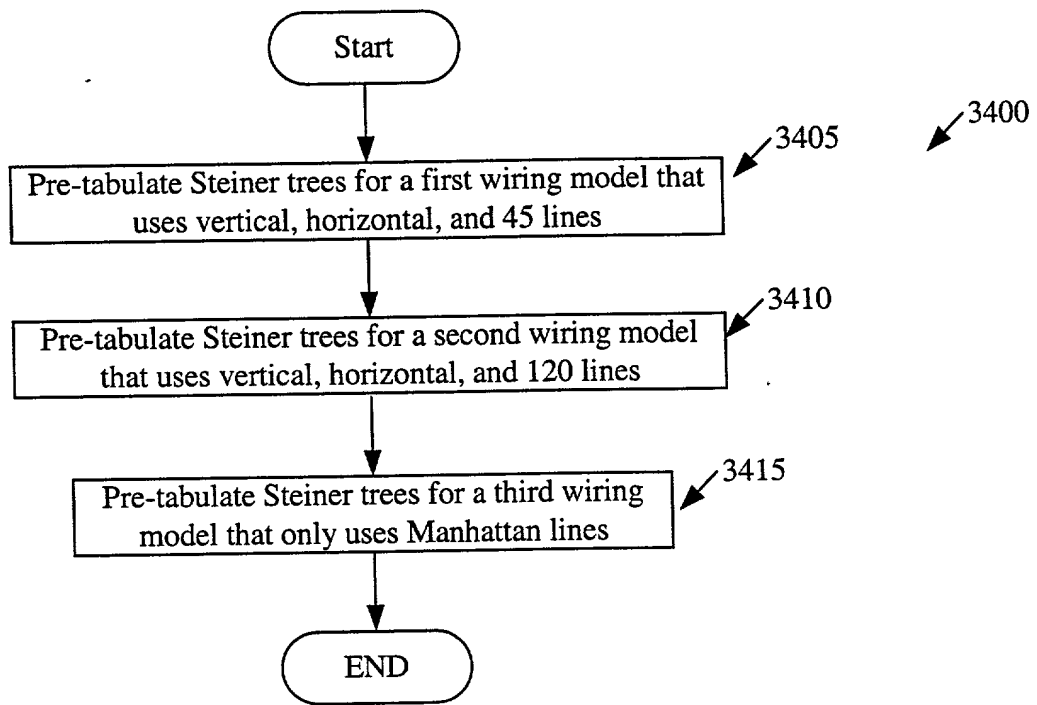 Start
3400
3405
Pre-tabulate Steiner trees for a first wiring model that
uses vertical, horizontal, and 45 lines
3410
Pre-tabulate Steiner trees for a second wiring model
that uses vertical, horizontal, and 120 lines
3415
Pre-tabulate Steiner trees for a third wiring
model that only uses Manhattan lines
END